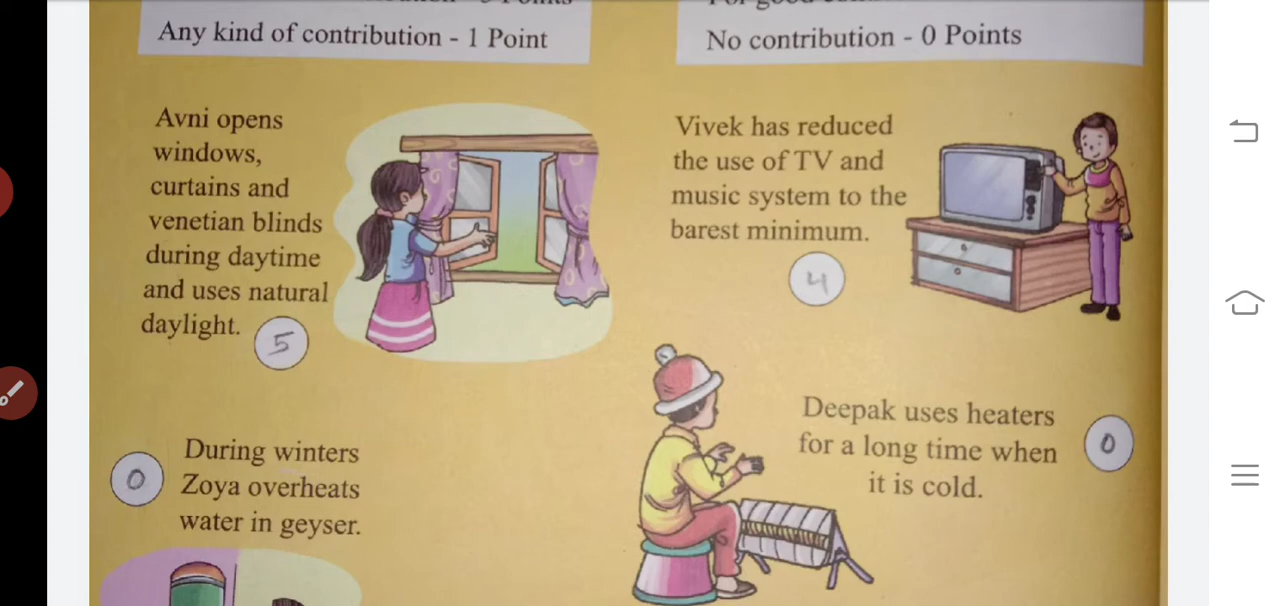 Any kind of contribution - 1 Point
No contribution - 0 Points
Avni opens
windows,
curtains and
venetian blinds
during daytime
and uses natural
daylight.
5
Vivek has reduced
the use of TV and
music system to the
barest minimum.
4
0
During winters
Zoya overheats
water in geyser.
Deepak uses heaters
for a long time when
it is cold.
0